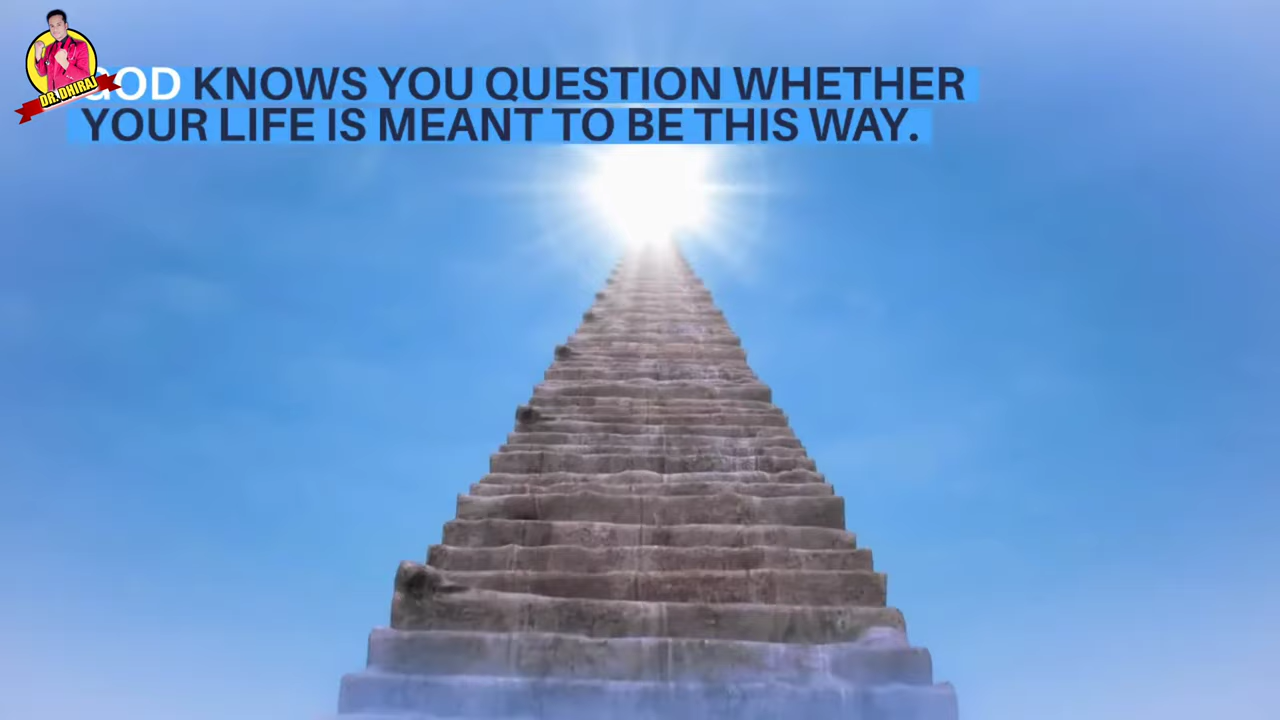 DR. DHIRAJ
GOD KNOWS YOU QUESTION WHETHER
YOUR LIFE IS MEANT TO BE THIS WAY.